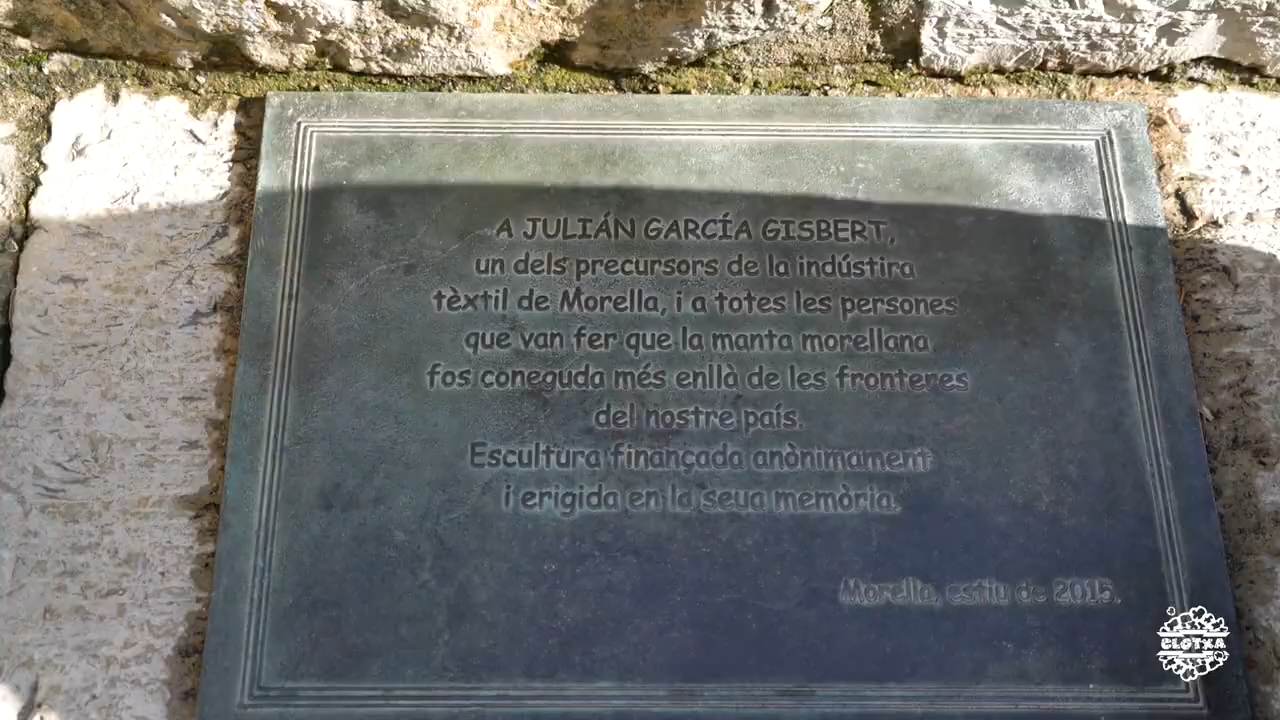 A JULIÁN GARCÍA GISBERT,
un dels precursors de la indústira
tèxtil de Morella, i a totes les persones
que van fer que la manta morellana
fos coneguda més enllà de les fronteres
del nostre país.
Escultura finançada anònimament
i erigida en la seua memòria.
Morella, estiu de 2015.
CLOTXA